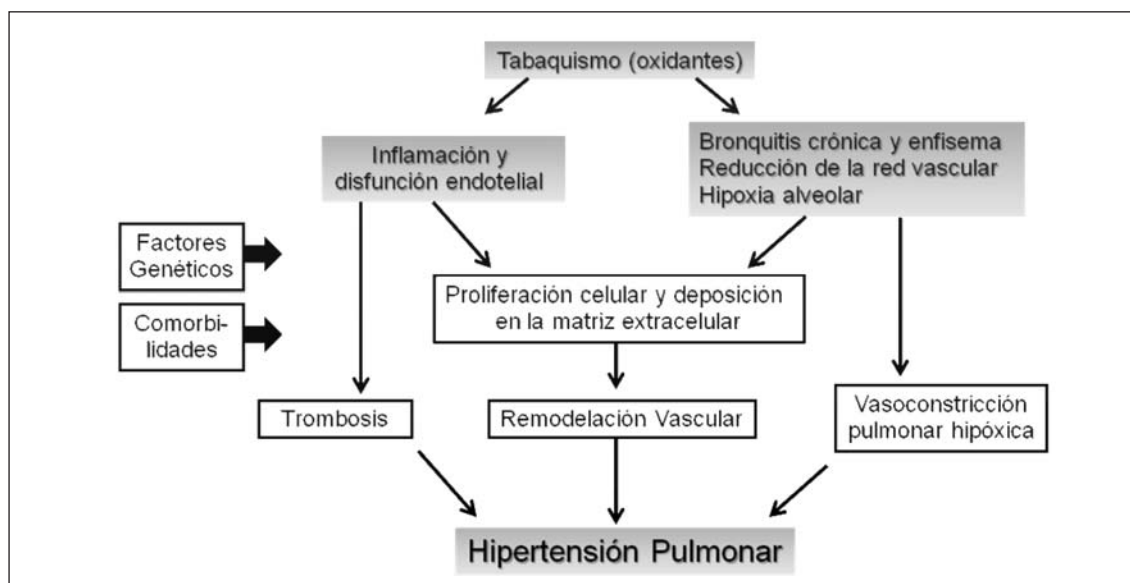 Tabaquismo (oxidantes)
Inflamación y
disfunción endotelial
Bronquitis crónica y enfisema
Reducción de la red vascular
Hipoxia alveolar
Factores
Genéticos
Proliferación celular y deposición
en la matriz extracelular
Comorbi-
lidades
Trombosis
Remodelación Vascular
Vasoconstricción
pulmonar hipóxica
Hipertensión Pulmonar